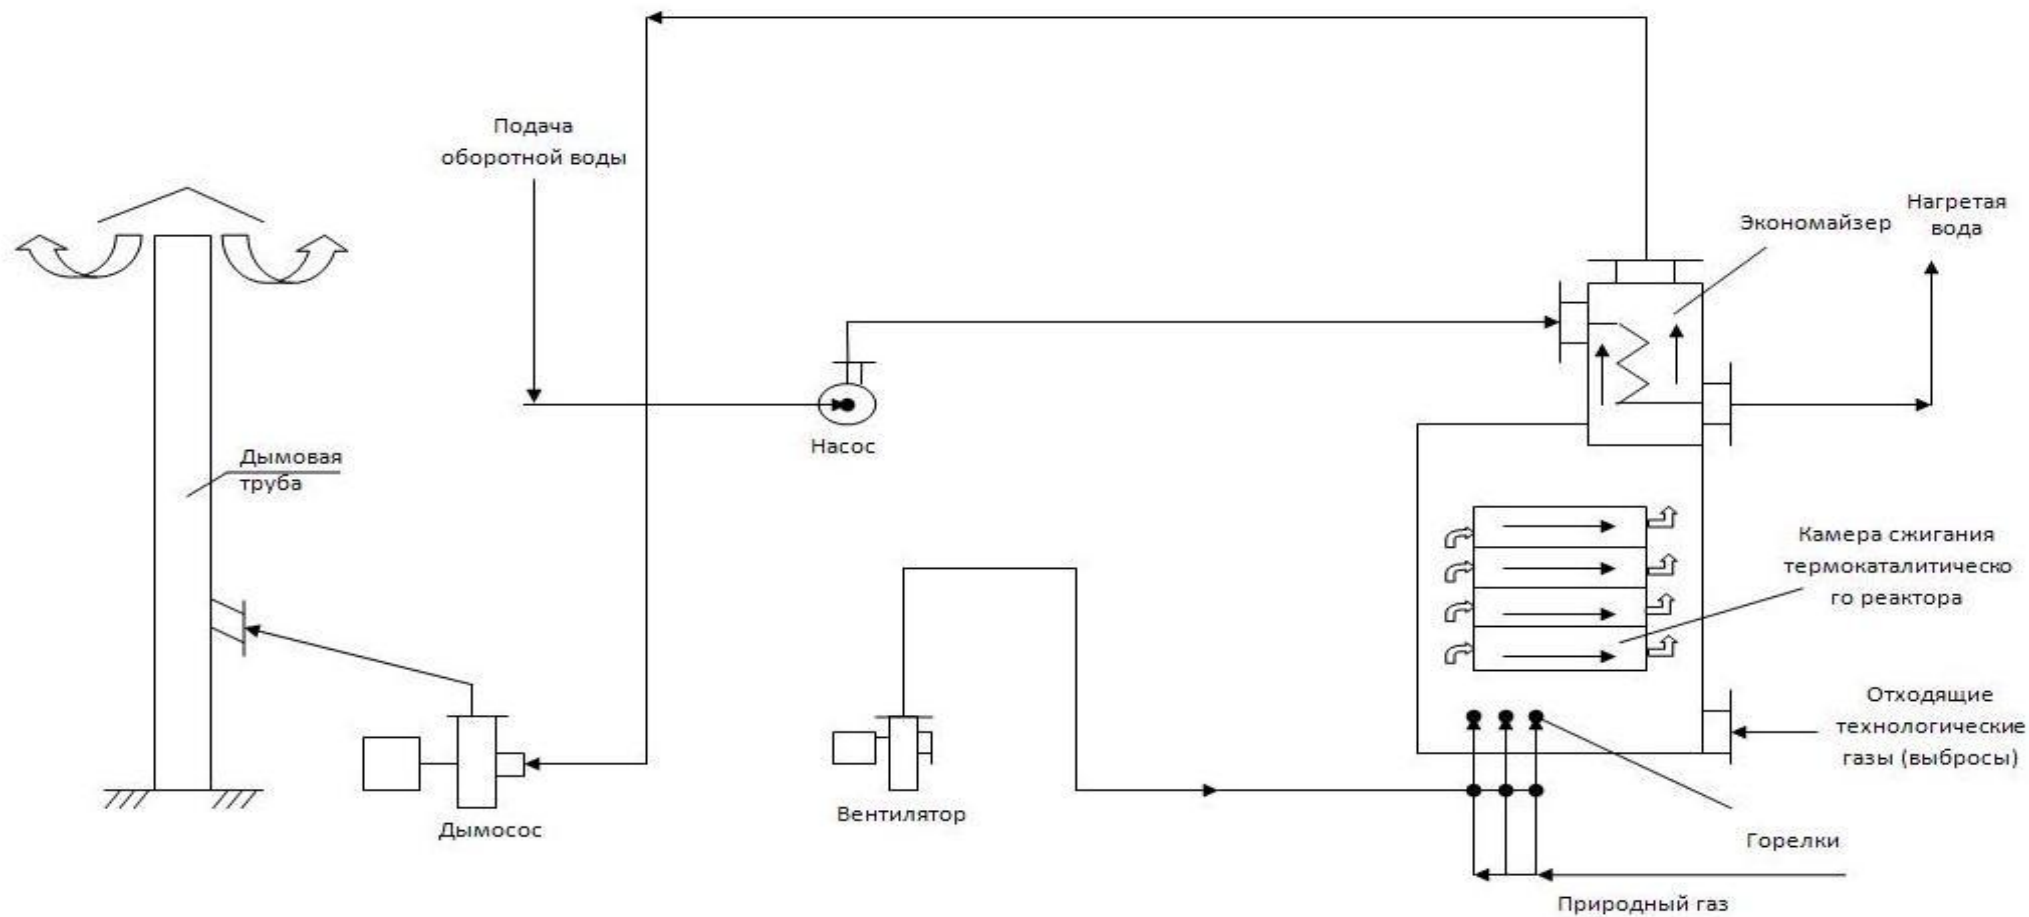 Подача
оборотной воды
Экономайзер
Нагретая
вода
Насос
Дымовая
труба
Камера сжигания
термокаталитическо
го реактора
Отходящие
технологические
газы (выбросы)
Вентилятор
Дымосос
Горелки
Природный газ